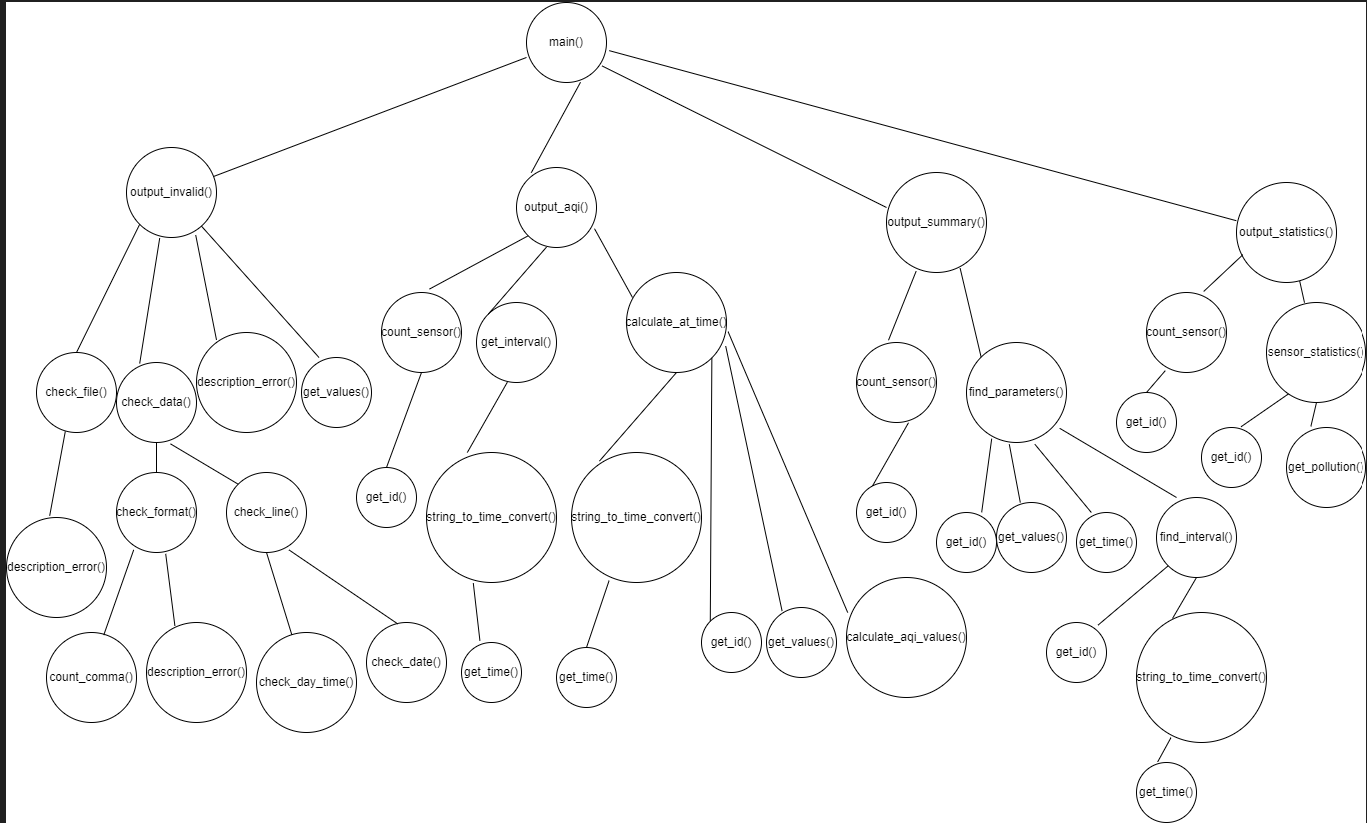 main()
output_invalid()
output_aqi()
output_summary()
output_statistics()
count_sensor()
get_interval()
calculate_at_time()
count_sensor()
sensor_statistics()
check_file()
check_data()
description_error()
get_values()
count_sensor()
find_parameters()
get_id()
get_id()
get_pollution()
get_id()
string_to_time_convert()
string_to_time_convert()
get_id()
check_format()
check_line()
get_id()
get_values()
get_time()
find_interval()
description_error()
get_id()
get_values()
calculate_aqi_values()
get_id()
count_comma()
description_error()
check_day_time()
check_date()
get_time()
get_time()
string_to_time_convert()
get_time()